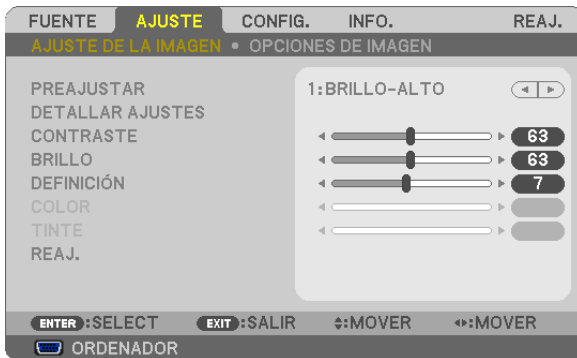 FUENTE AJUSTE CONFIG. INFO. REAJ.
AJUSTE DE LA IMAGEN • OPCIONES DE IMAGEN
PREAJUSTAR 1:BRILLO-ALTO
DETALLAR AJUSTES
CONTRASTE 63
BRILLO 63
DEFINICIÓN 7
COLOR
TINTE
REAJ.
ENTER:SELECT EXIT:SALIR :MOVER :MOVER
ORDENADOR